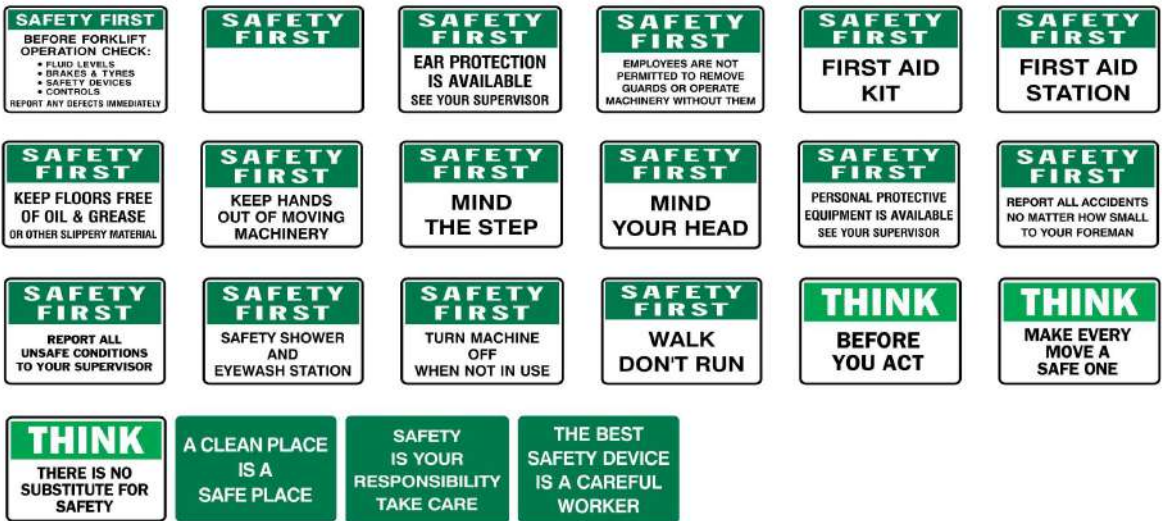 SAFETY FIRST
BEFORE FORKLIFT
OPERATION CHECK:
• FLUID LEVELS
• BRAKES & TYRES
• SAFETY DEVICES
• CONTROLS
REPORT ANY DEFECTS IMMEDIATELY
SAFETY
FIRST
SAFETY
FIRST
EAR PROTECTION
IS AVAILABLE
SEE YOUR SUPERVISOR
SAFETY
FIRST
EMPLOYEES ARE NOT
PERMITTED TO REMOVE
GUARDS OR OPERATE
MACHINERY WITHOUT THEM
SAFETY
FIRST
FIRST AID
KIT
SAFETY
FIRST
FIRST AID
STATION
SAFETY
FIRST
KEEP FLOORS FREE
OF OIL & GREASE
OR OTHER SLIPPERY MATERIAL
SAFETY
FIRST
KEEP HANDS
OUT OF MOVING
MACHINERY
SAFETY
FIRST
MIND
THE STEP
SAFETY
FIRST
MIND
YOUR HEAD
SAFETY
FIRST
PERSONAL PROTECTIVE
EQUIPMENT IS AVAILABLE
SEE YOUR SUPERVISOR
SAFETY
FIRST
REPORT ALL ACCIDENTS
NO MATTER HOW SMALL
TO YOUR FOREMAN
SAFETY
FIRST
REPORT ALL
UNSAFE CONDITIONS
TO YOUR SUPERVISOR
SAFETY
FIRST
SAFETY SHOWER
AND
EYEWASH STATION
SAFETY
FIRST
TURN MACHINE
OFF
WHEN NOT IN USE
SAFETY
FIRST
WALK
DON'T RUN
THINK
BEFORE
YOU ACT
THINK
MAKE EVERY
MOVE A
SAFE ONE
THINK
THERE IS NO
SUBSTITUTE FOR
SAFETY
A CLEAN PLACE
IS A
SAFE PLACE
SAFETY
IS YOUR
RESPONSIBILITY
TAKE CARE
THE BEST
SAFETY DEVICE
IS A CAREFUL
WORKER